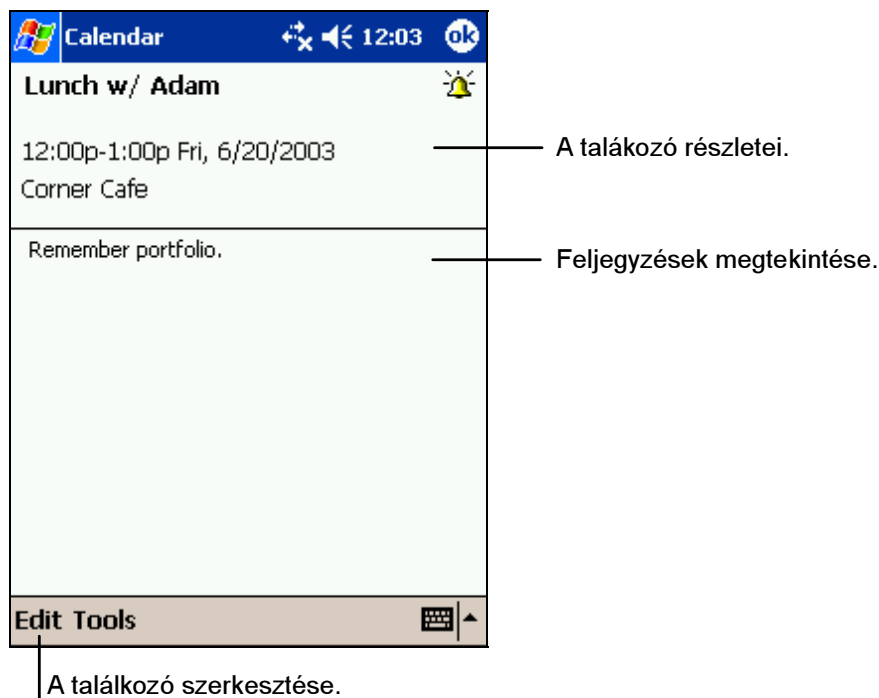 Calendar 12:03 ok
Lunch w/ Adam
12:00p-1:00p Fri, 6/20/2003
A talákozó részletei.
Corner Cafe
Remember portfolio.
Feljegyzések megtekintése.
Edit Tools
A találkozó szerkesztése.